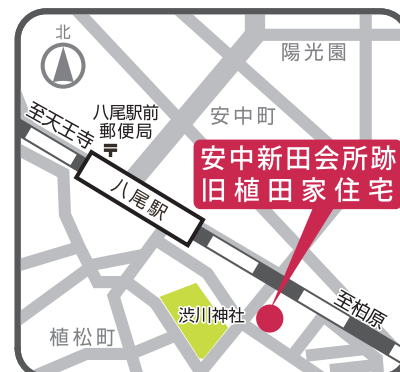 北
陽光園
至天王寺
八尾駅前
郵便局
安中町
安中新田会所跡
旧植田家住宅
八尾駅
至柏原
渋川神社
植松町